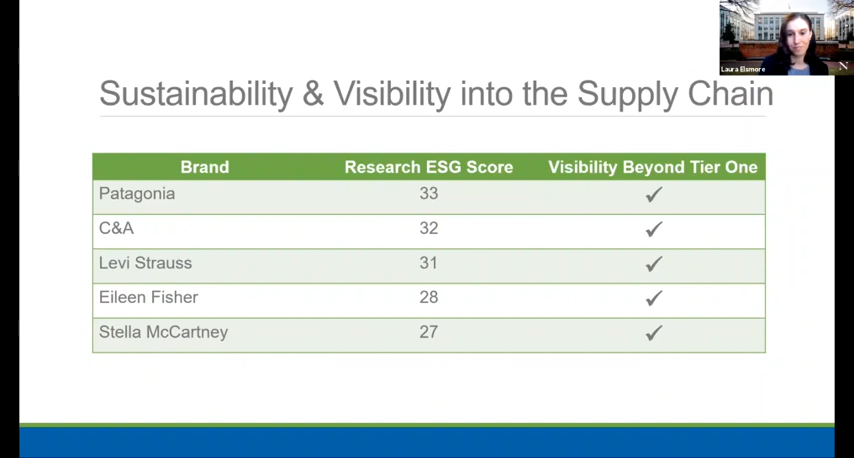 Laura Elsmore
Sustainability & Visibility into the Supply Chain
Brand Research ESG Score Visibility Beyond Tier One
Patagonia 33 ✓
C&A 32 ✓
Levi Strauss 31 ✓
Eileen Fisher 28 ✓
Stella McCartney 27 ✓